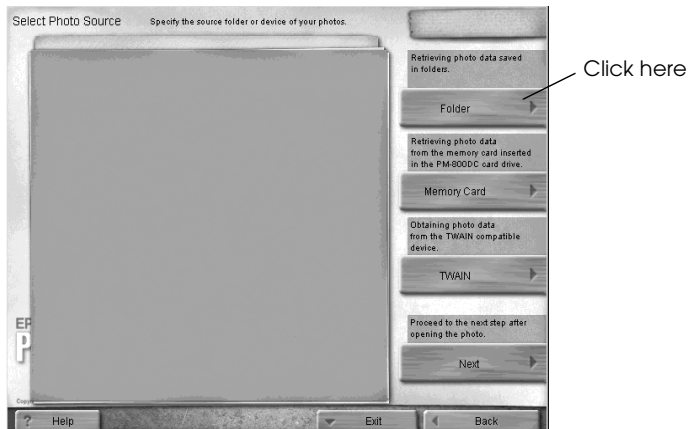 Select Photo Source
Specify the source folder or device of your photos.
Retrieving photo data saved
in folders.
Click here
Folder
Retrieving photo data
from the memory card inserted
in the PM-800DC card drive.
Memory Card
Obtaining photo data
from the TWAIN compatible
device.
TWAIN
Proceed to the next step after
opening the photo.
Next
EP
P
Copyr
? Help
Exit
Back